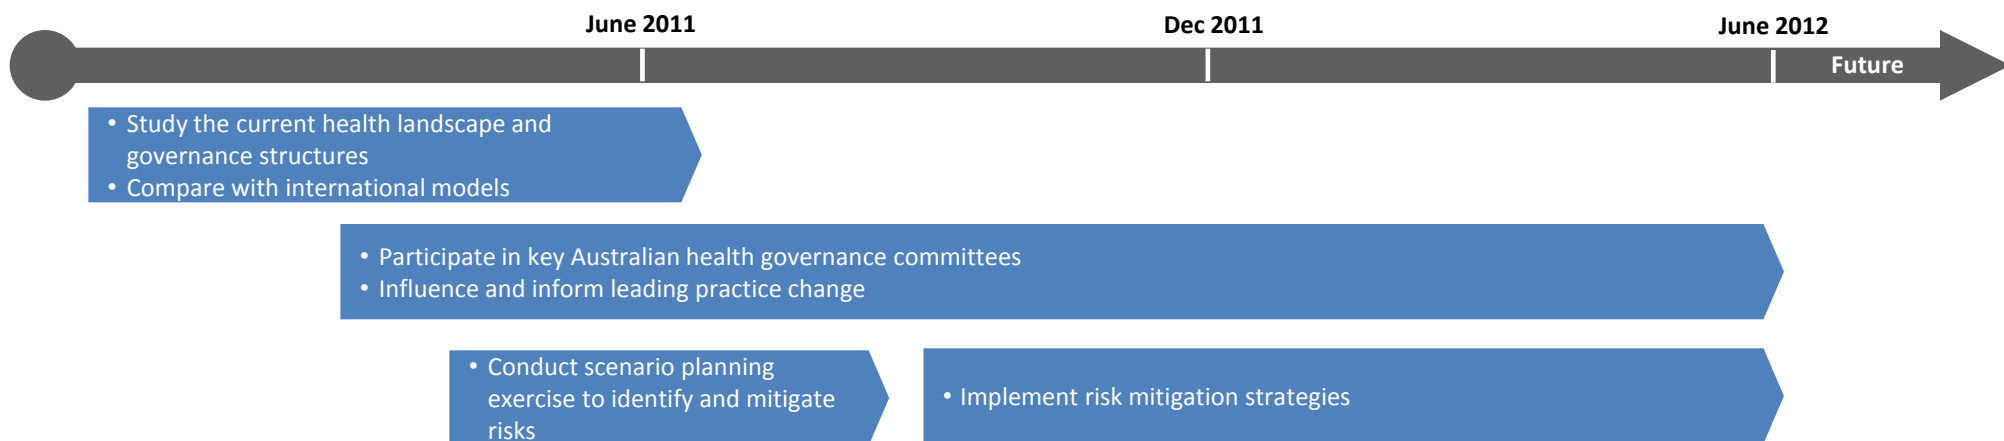 June 2011
Dec 2011
June 2012
Future
• Study the current health landscape and
governance structures
• Compare with international models
• Participate in key Australian health governance committees
• Influence and inform leading practice change
• Conduct scenario planning
exercise to identify and mitigate
risks
• Implement risk mitigation strategies